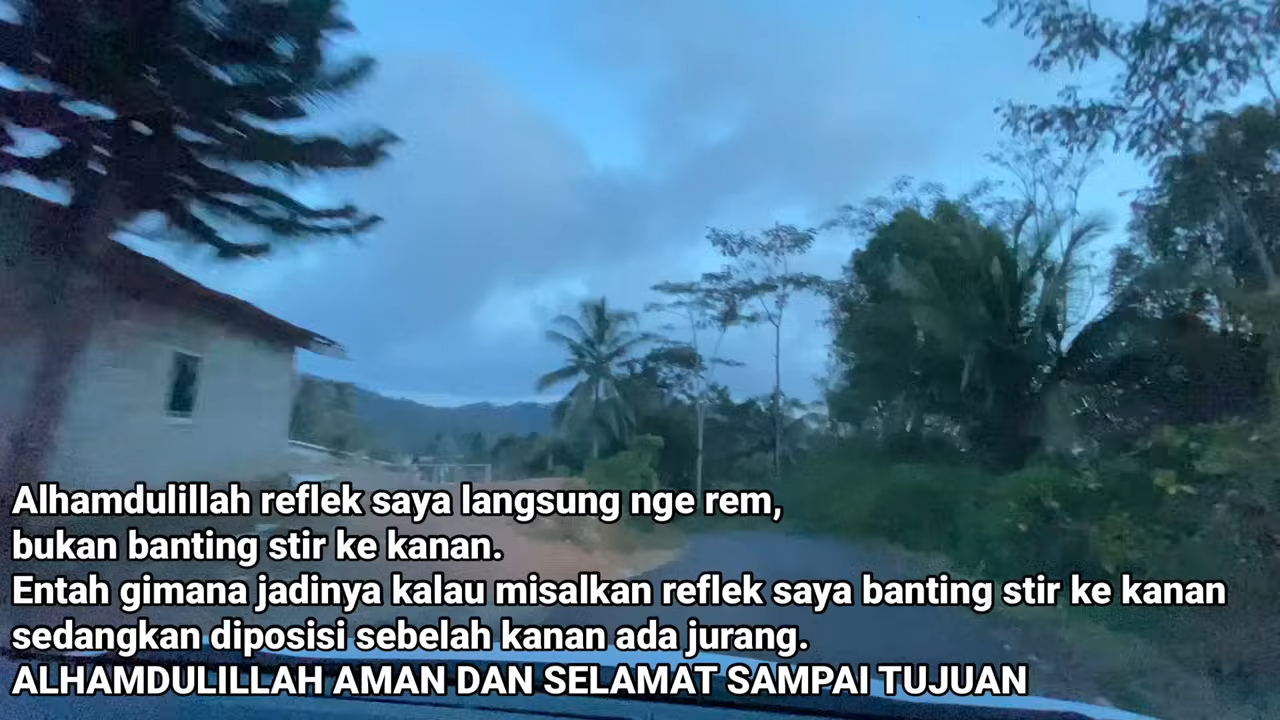 Alhamdulillah reflek saya langsung nge rem,
bukan banting stir ke kanan.
Entah gimana jadinya kalau misalkan reflek saya banting stir ke kanan
sedangkan diposisi sebelah kanan ada jurang.
ALHAMDULILLAH AMAN DAN SELAMAT SAMPAI TUJUAN